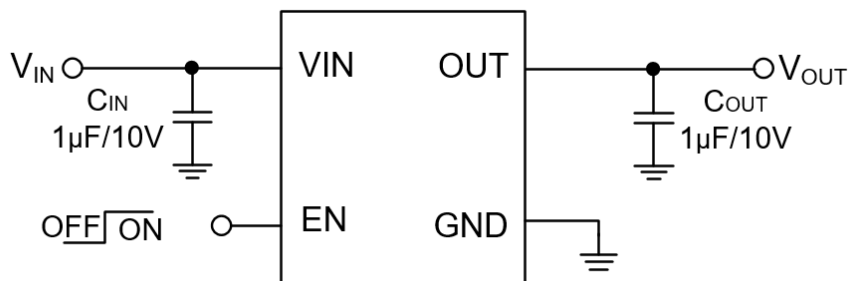 VIN VIN OUT VOUT
CIN COUT
1μF/10V 1μF/10V
OFF ON EN GND